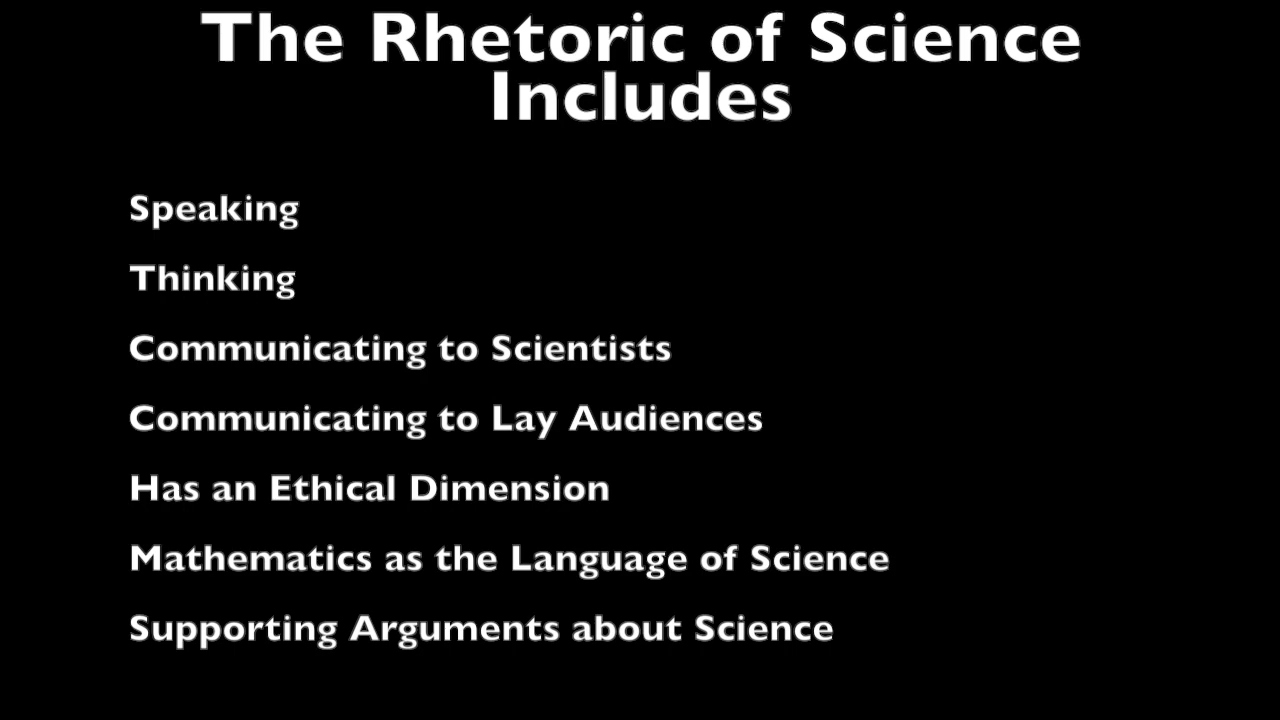 The Rhetoric of Science
Includes
Speaking
Thinking
Communicating to Scientists
Communicating to Lay Audiences
Has an Ethical Dimension
Mathematics as the Language of Science
Supporting Arguments about Science